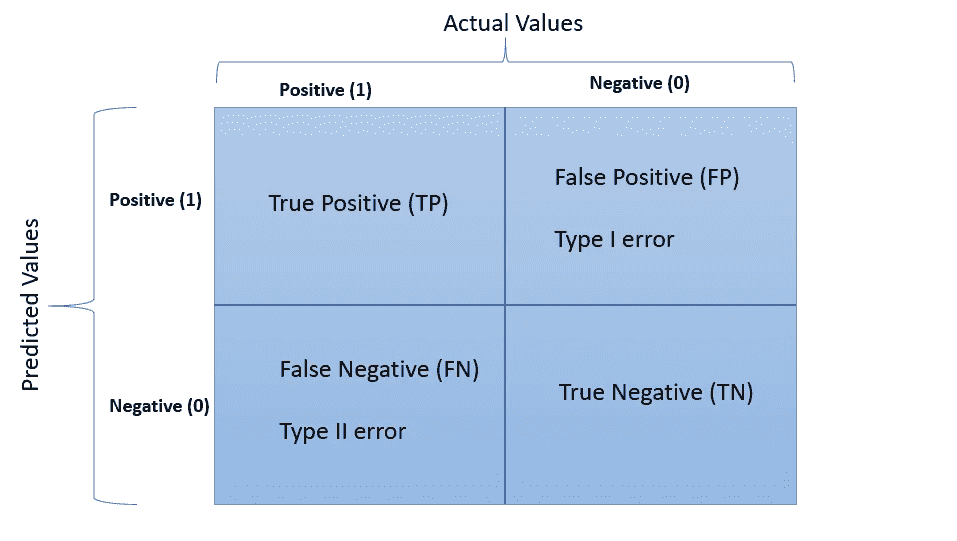 Actual Values
Positive (1)
Negative (0)
Predicted Values
Positive (1)
True Positive (TP)
False Positive (FP)
Type I error
Negative (0)
False Negative (FN)
Type II error
True Negative (TN)